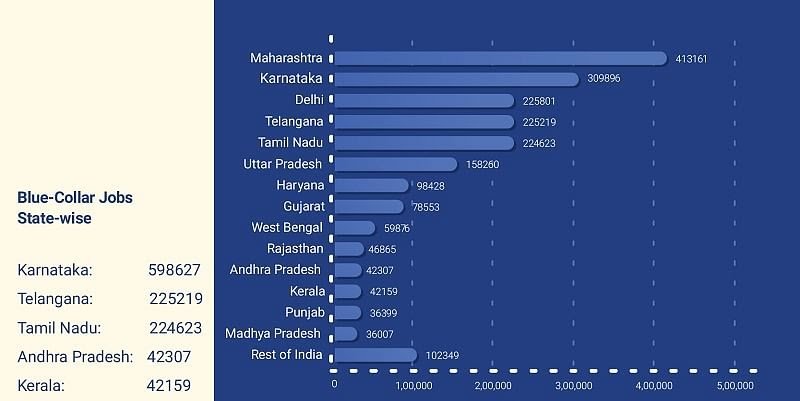 Blue-Collar Jobs
State-wise
Karnataka: 598627
Telangana: 225219
Tamil Nadu: 224623
Andhra Pradesh: 42307
Kerala: 42159
Maharashtra 413161
Karnataka 309896
Delhi 225801
Telangana 225219
Tamil Nadu 224623
Uttar Pradesh 158260
Haryana 98428
Gujarat 78553
West Bengal 59876
Rajasthan 46865
Andhra Pradesh 42307
Kerala 42159
Punjab 36399
Madhya Pradesh 36007
Rest of India 102349
0 1,00,000 2,00,000 3,00,000 4,00,000 5,00,000